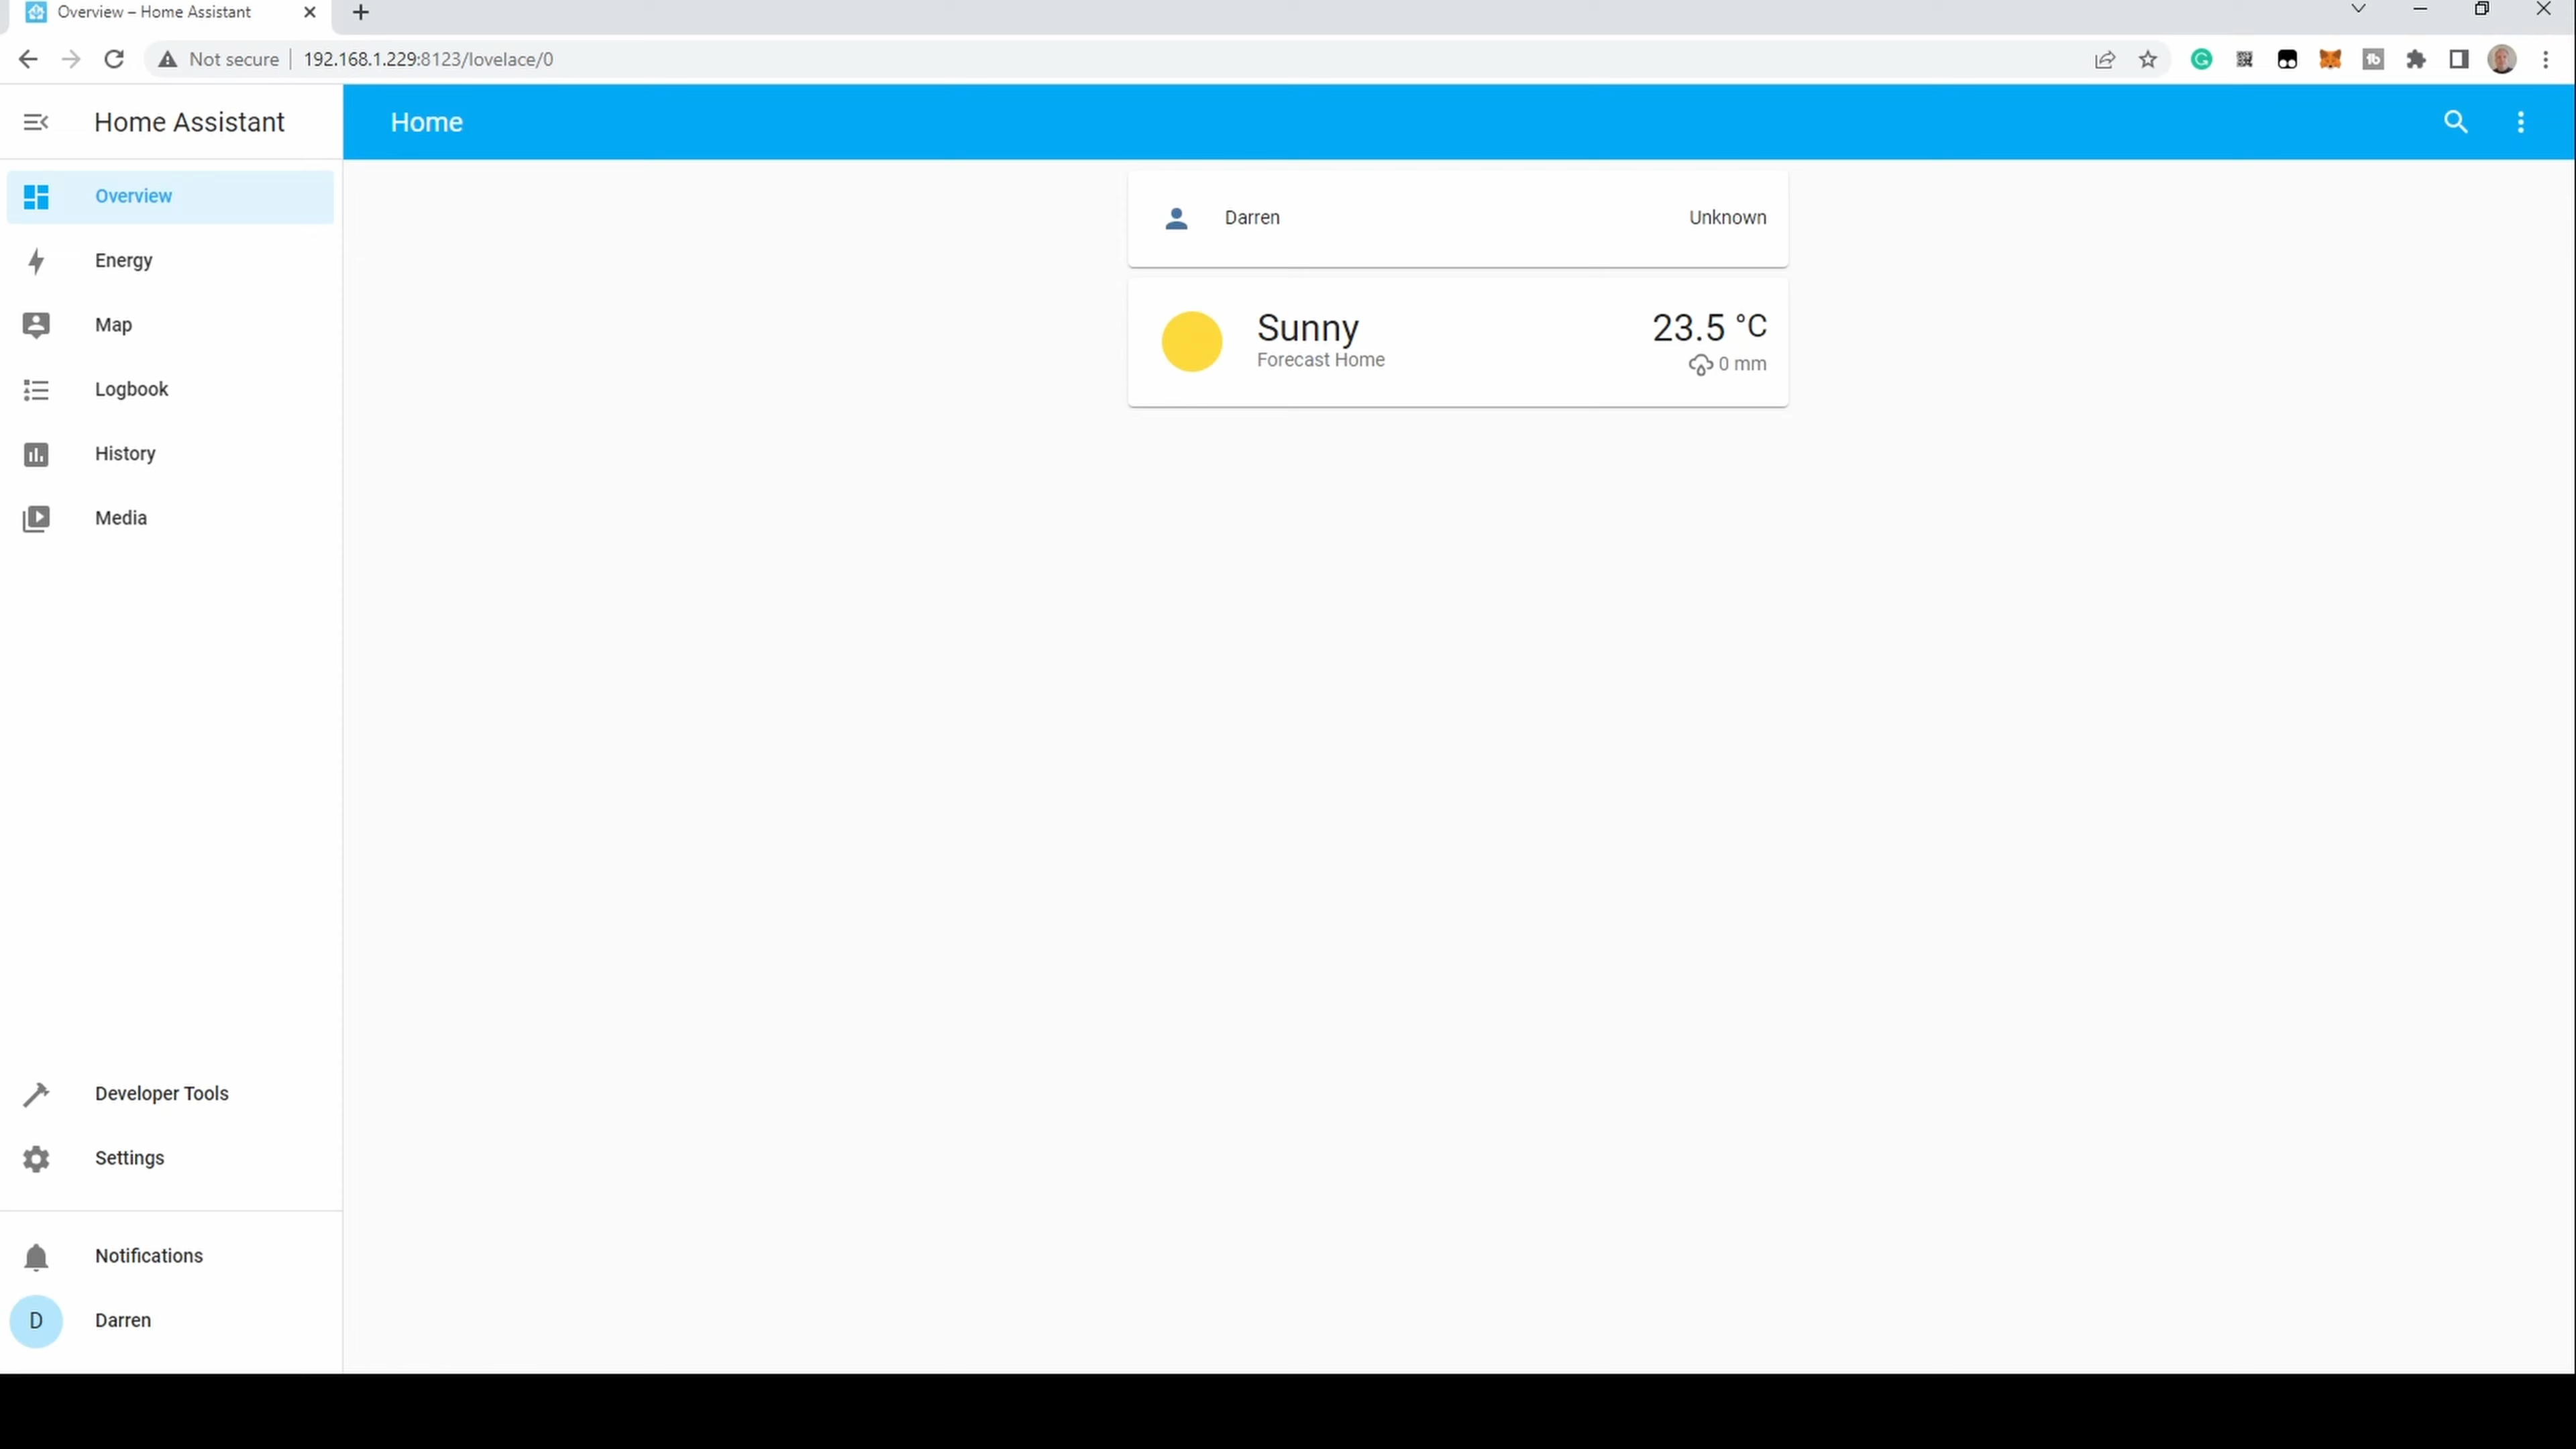 Overview – Home Assistant
Not secure
192.168.1.229:8123/lovelace/0
Home Assistant
Home
Overview
Energy
Map
Logbook
History
Media
Developer Tools
Settings
Notifications
D
Darren
Darren
Unknown
Sunny
Forecast Home
23.5 °C
0 mm